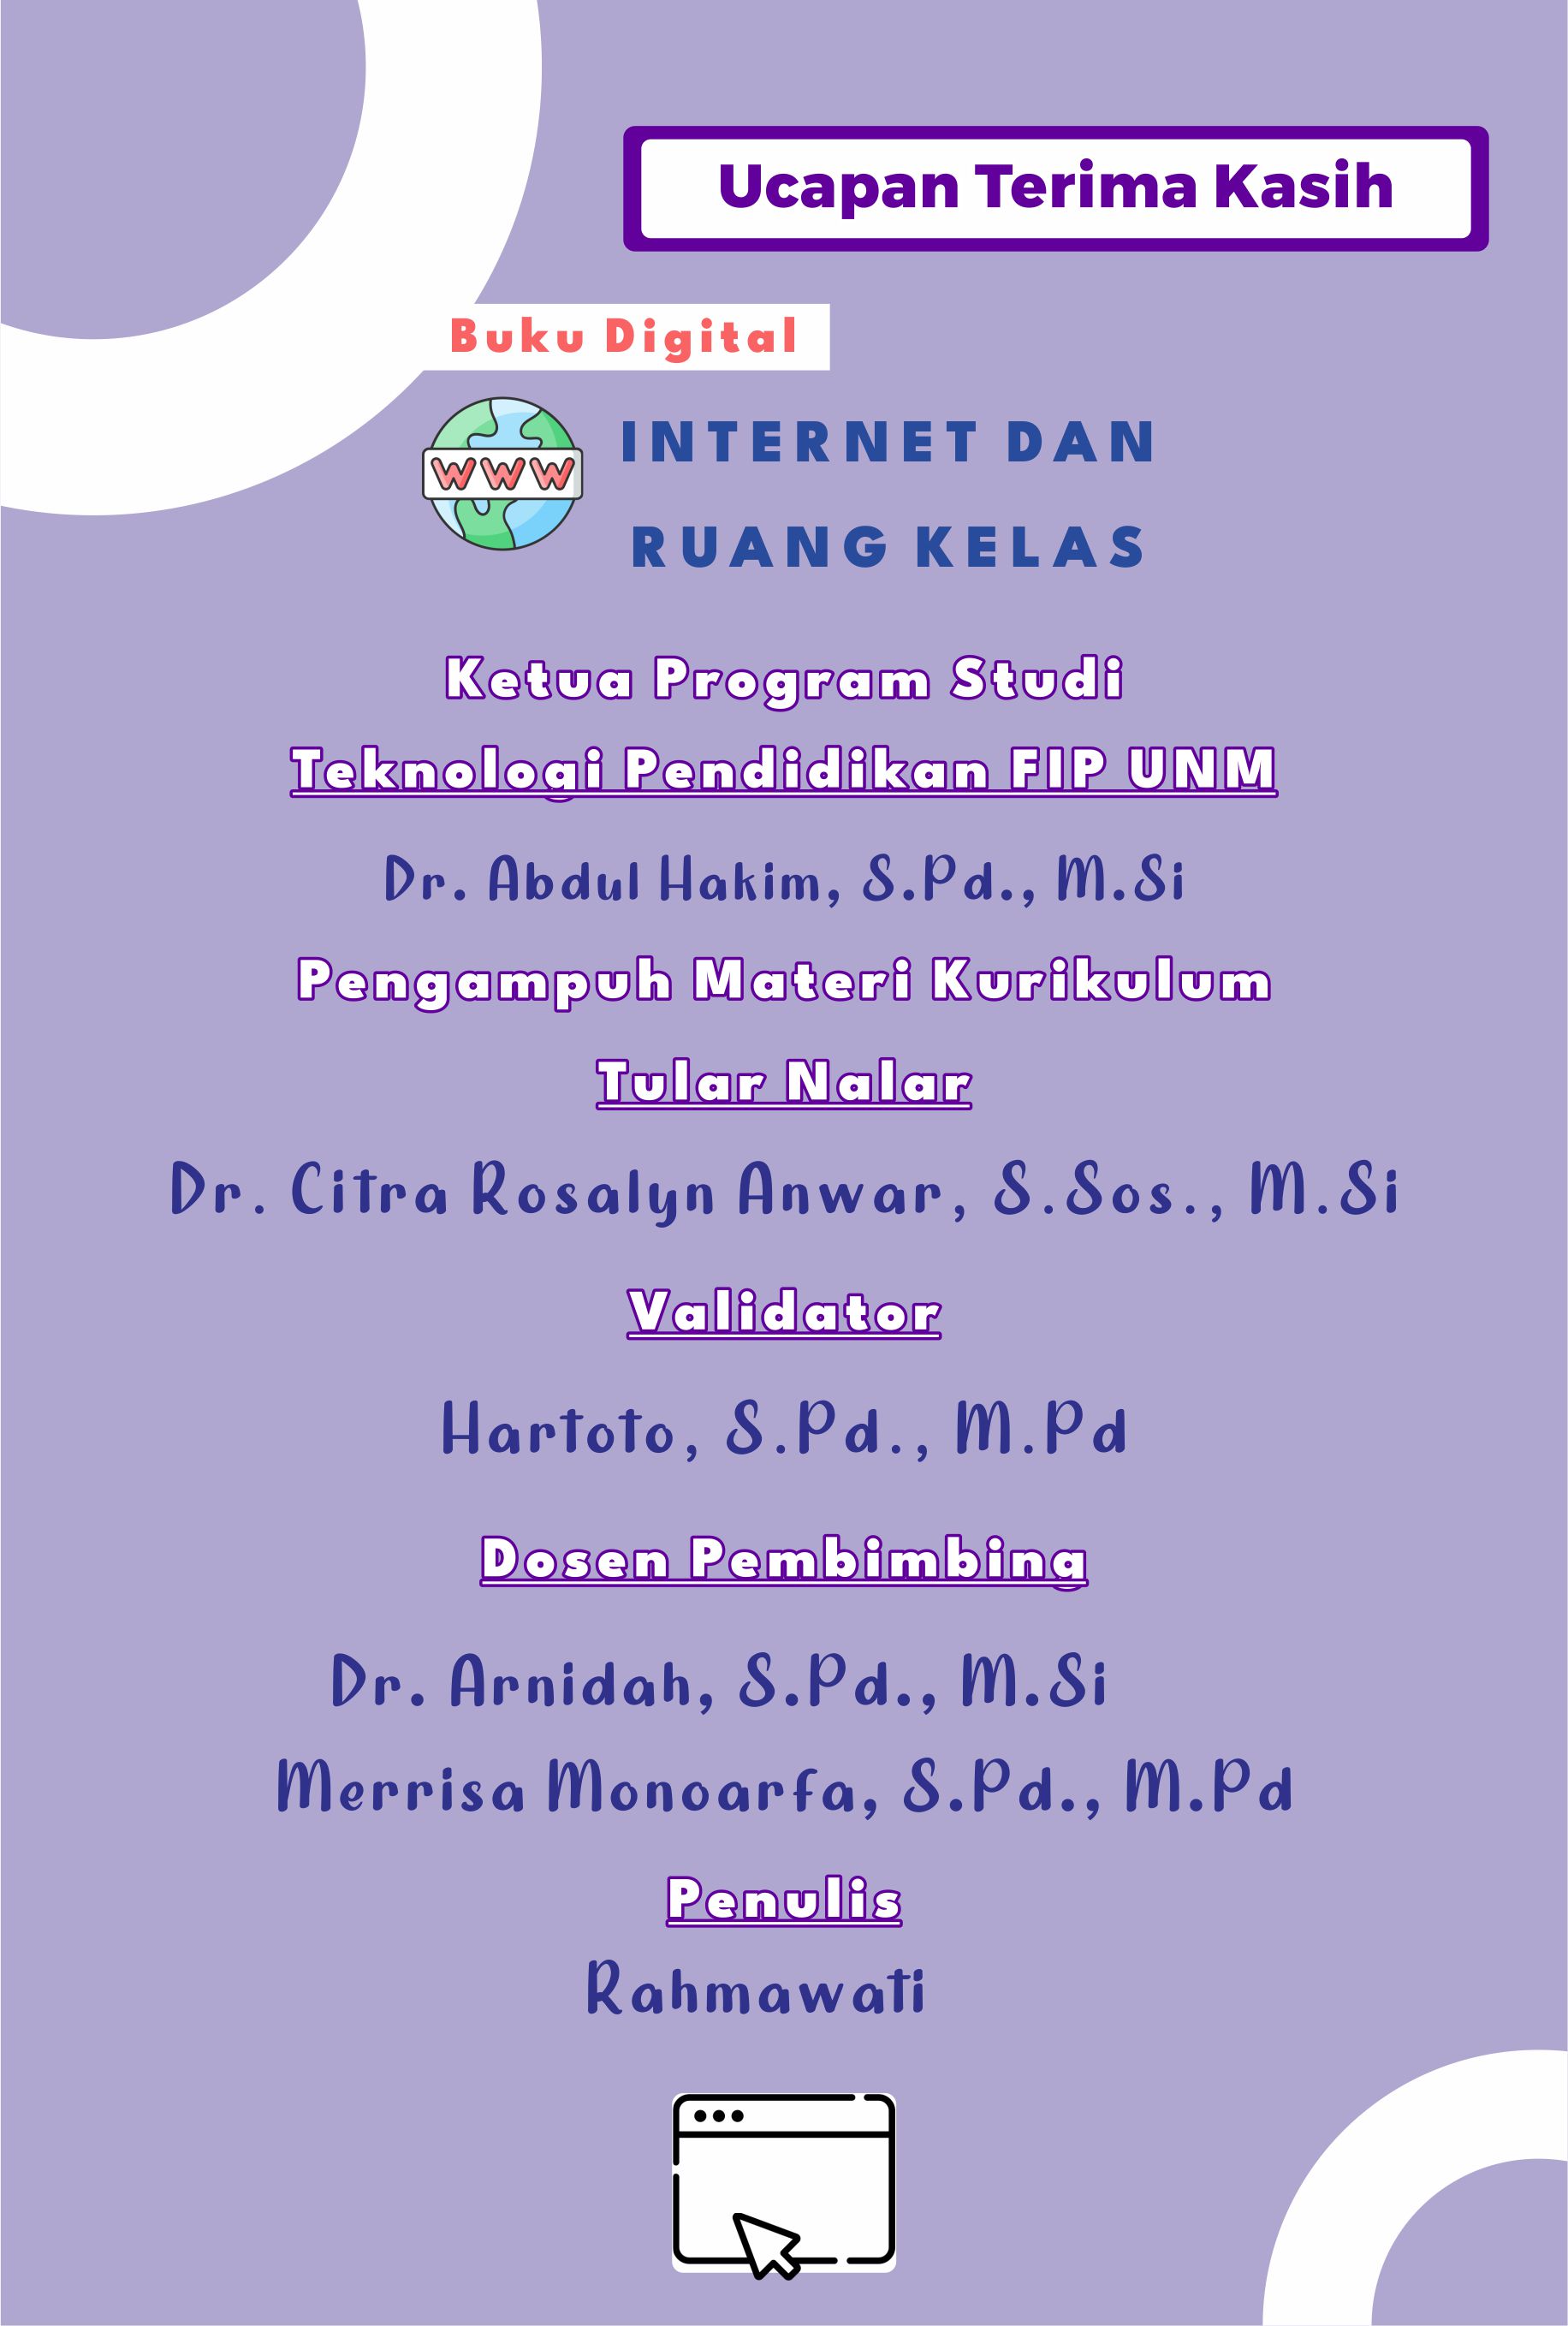 Ucapan Terima Kasih
Buku Digital
WWW
INTERNET DAN
RUANG KELAS
Ketua Program Studi
Teknologi Pendidikan FIP UNM
Dr. Abdul Hakim, S.Pd., M.Si
Pengampuh Materi Kurikulum
Tular Nalar
Dr. Citra Rosalyn Anwar, S.Sos., M.Si
Validator
Hartoto, S.Pd., M.Pd
Dosen Pembimbing
Dr. Arnidah, S.Pd., M.Si
Merrisa Monoarfa, S.Pd., M.Pd
Penulis
Rahmawati